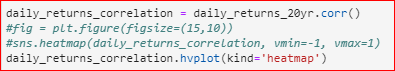 daily_returns_correlation = daily_returns_20yr.corr()
#fig = plt.figure(figsize=(15,10))
#sns.heatmap(daily_returns_correlation, vmin=-1, vmax=1)
daily_returns_correlation.hvplot(kind='heatmap')